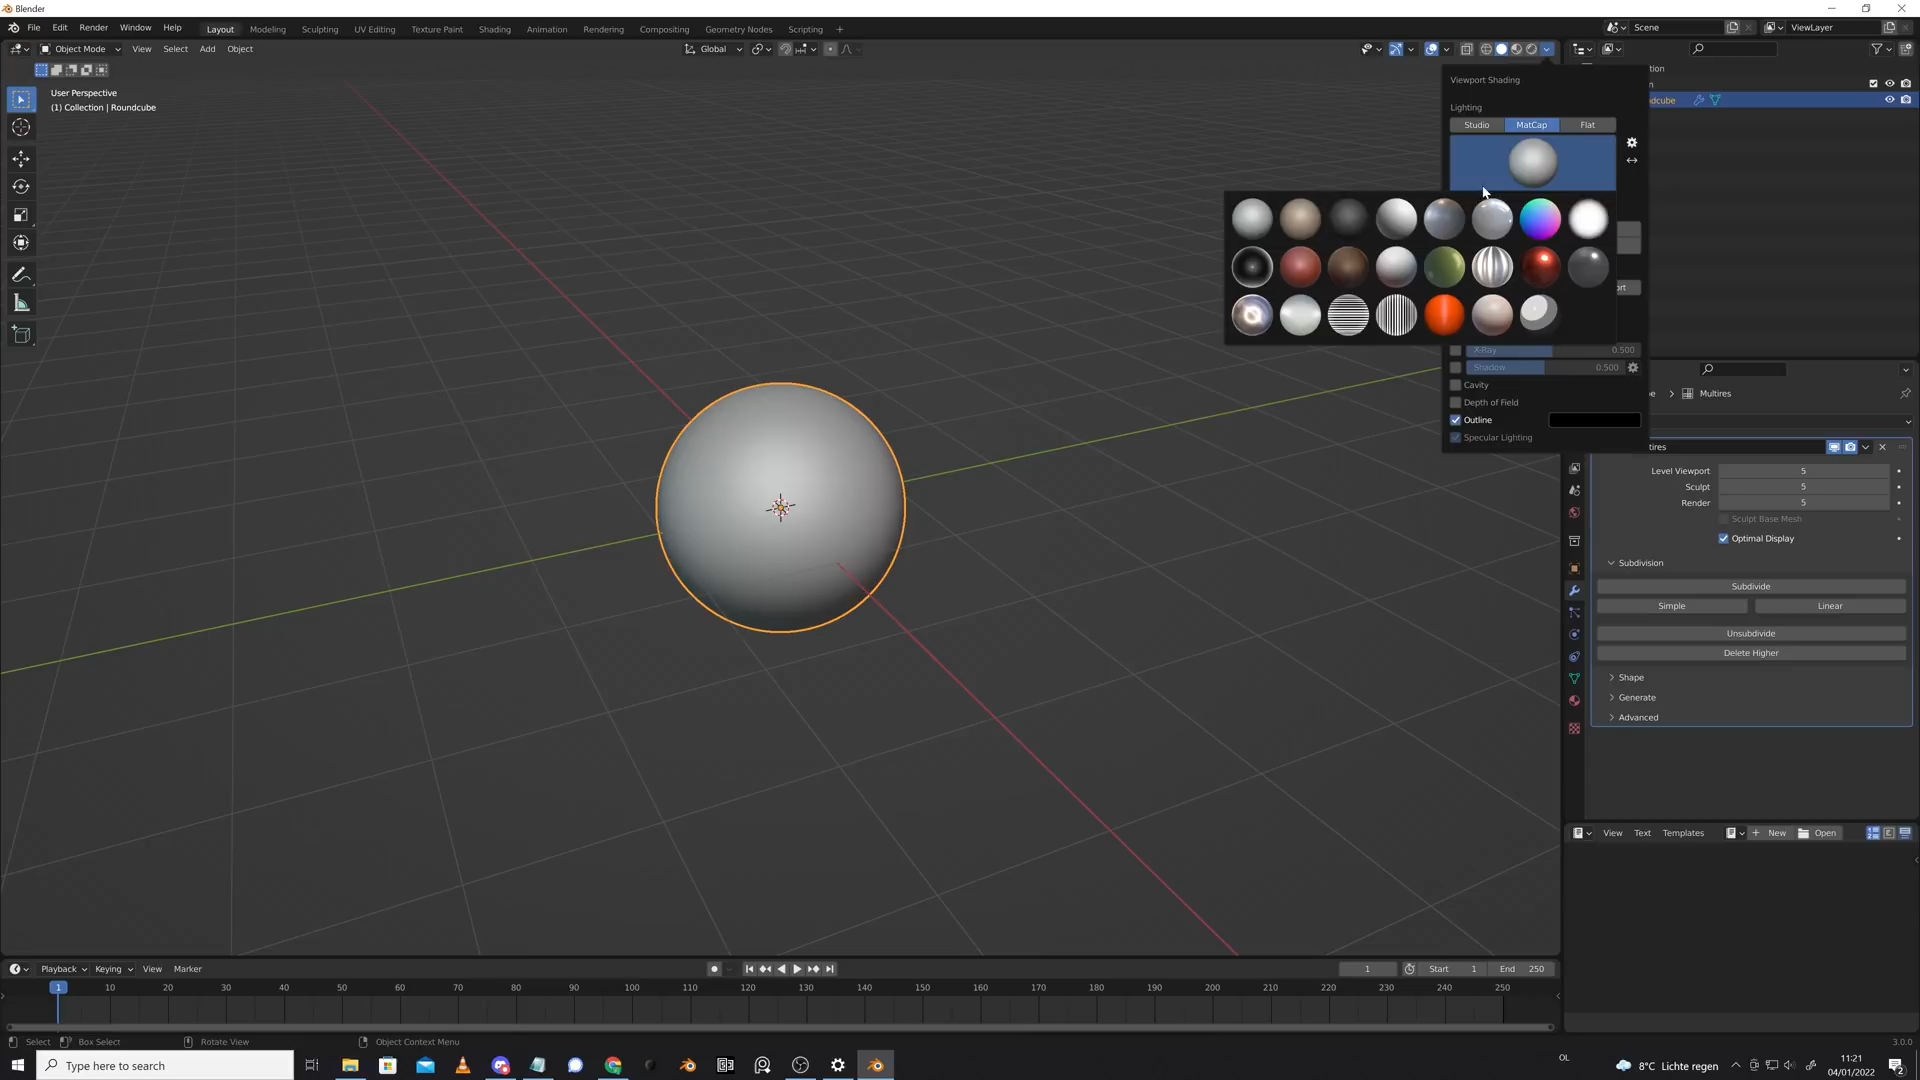 Blender
File Edit Render Window Help Layout Modeling Sculpting UV Editing Texture Paint Shading Animation Rendering Compositing Geometry Nodes Scripting + Scene ViewLayer
Object Mode View Select Add Object Global
User Perspective
(1) Collection | Roundcube
Viewport Shading
Lighting
Studio MatCap Flat
X-Ray 0.500
Shadow 0.500
Cavity
Depth of Field
Outline
Specular Lighting
Multires
Level Viewport 5
Sculpt 5
Render 5
Sculpt Base Mesh
Optimal Display
Subdivision
Subdivide
Simple Linear
Unsubdivide
Delete Higher
Shape
Generate
Advanced
View Text Templates + New Open
Playback Keying View Marker 1 Start 1 End 250
1 10 20 30 40 50 60 70 80 90 100 110 120 130 140 150 160 170 180 190 200 210 220 230 240 250
Select Box Select Rotate View Object Context Menu 3.0.0
Type here to search
OL
8°C Lichte regen
11:21
04/01/2022
2